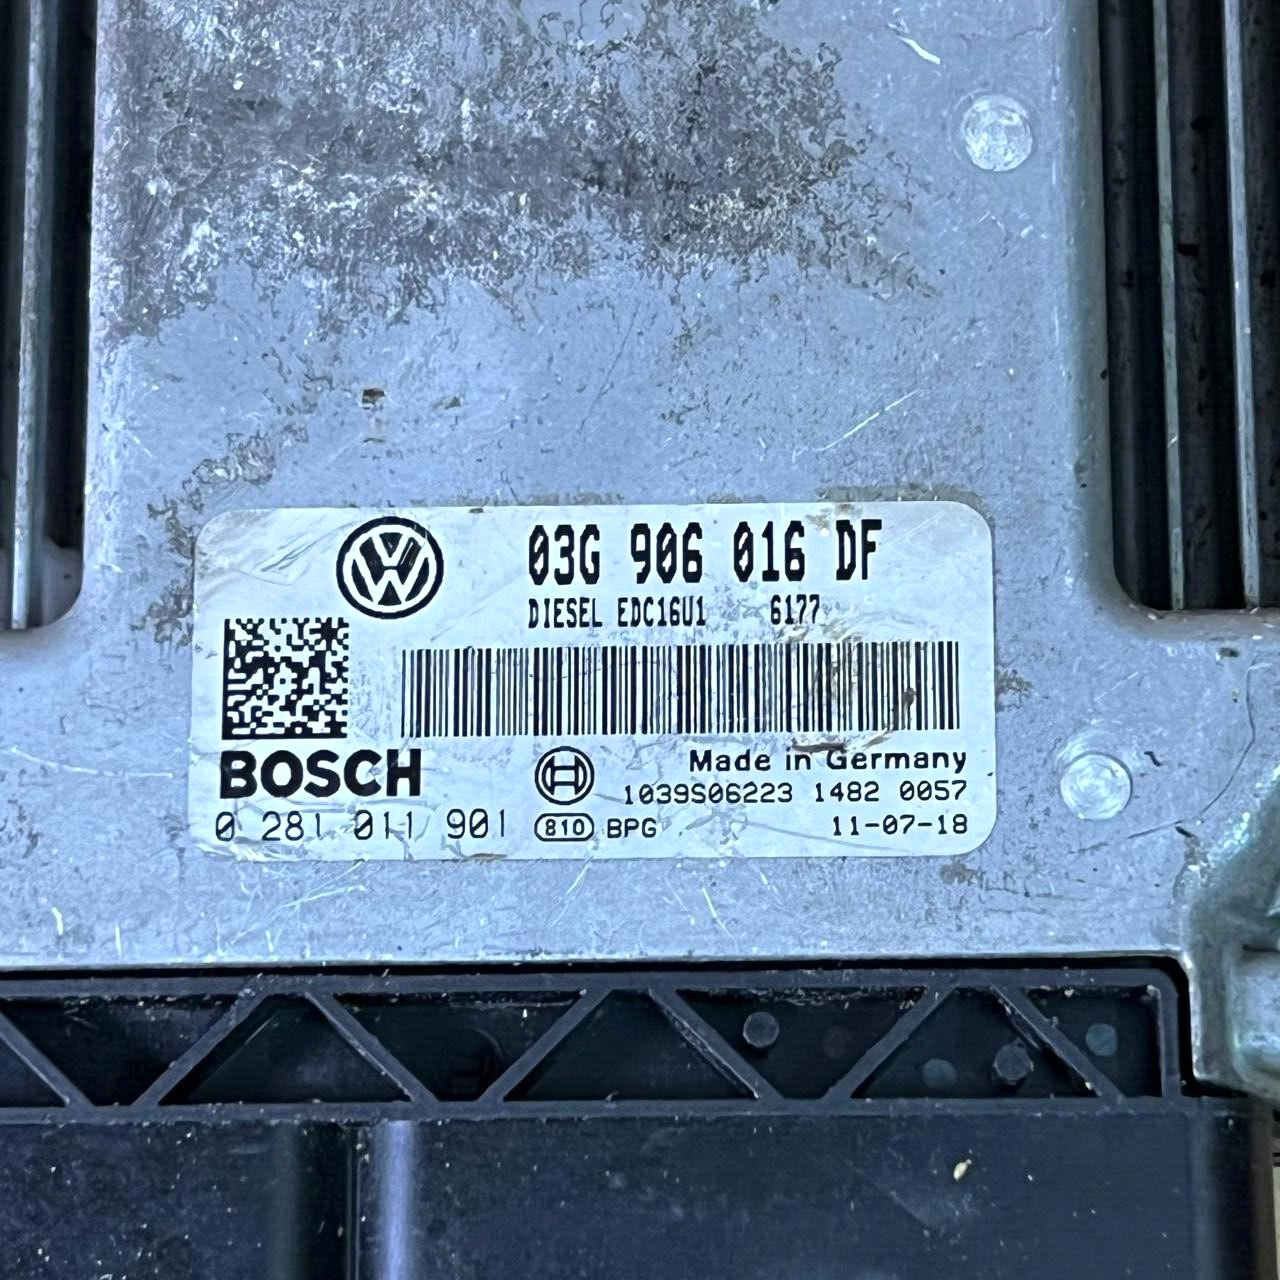 03G 906 016 DF
DIESEL EDC16U1 6177
BOSCH
Made in Germany
1039S06223 1482 0057
0 281 011 901
810 BPG
11-07-18